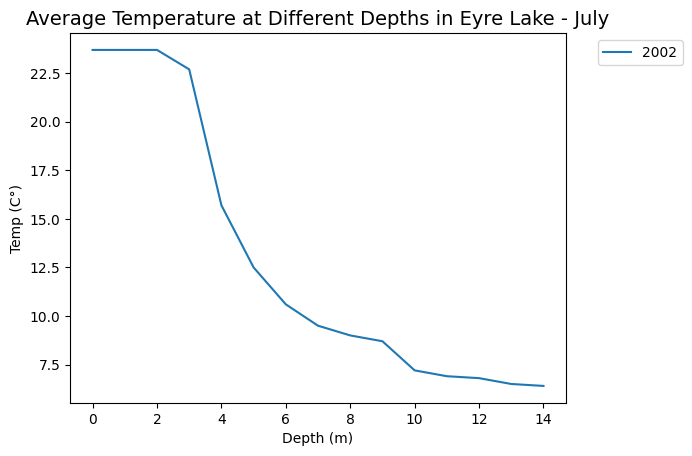 Average Temperature at Different Depths in Eyre Lake - July
2002
22.5
20.0
17.5
15.0
12.5
10.0
7.5
Temp (C°)
0 2 4 6 8 10 12 14
Depth (m)